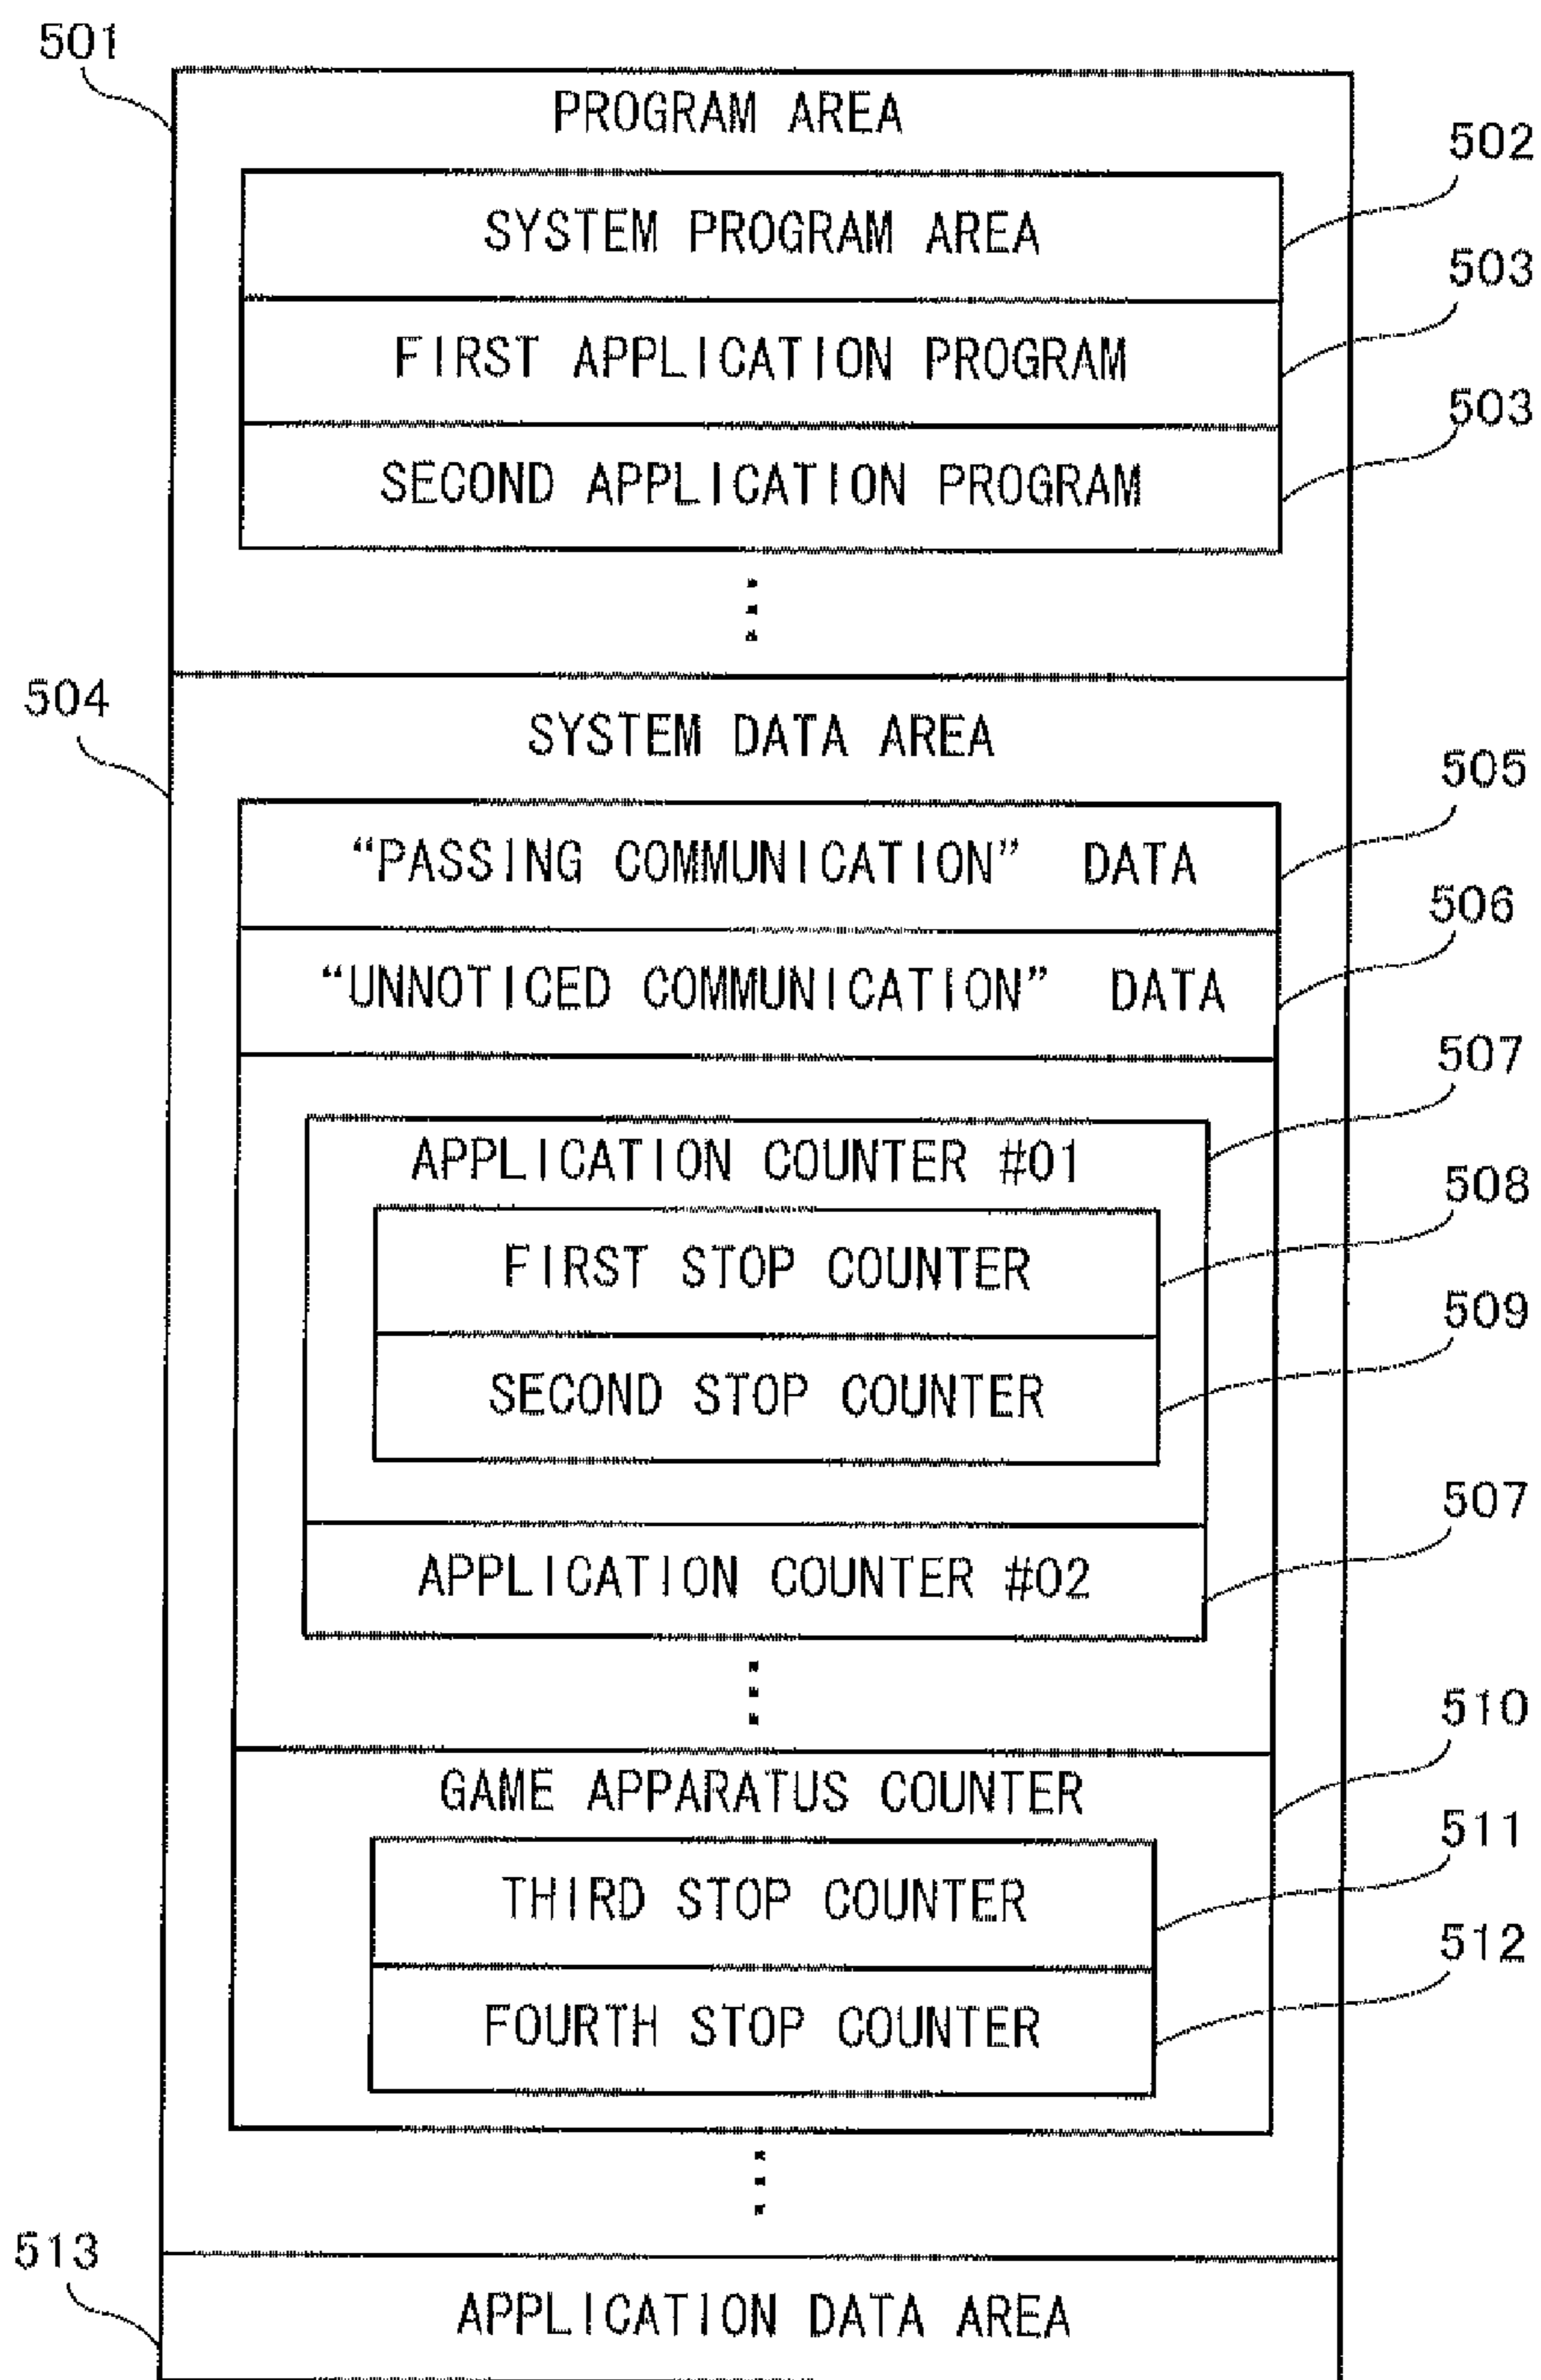 501
PROGRAM AREA
502
SYSTEM PROGRAM AREA
503
FIRST APPLICATION PROGRAM
503
SECOND APPLICATION PROGRAM
504
SYSTEM DATA AREA
505
“PASSING COMMUNICATION” DATA
506
“UNNOTICED COMMUNICATION” DATA
507
APPLICATION COUNTER #01
508
FIRST STOP COUNTER
509
SECOND STOP COUNTER
507
APPLICATION COUNTER #02
510
GAME APPARATUS COUNTER
511
THIRD STOP COUNTER
512
FOURTH STOP COUNTER
513
APPLICATION DATA AREA